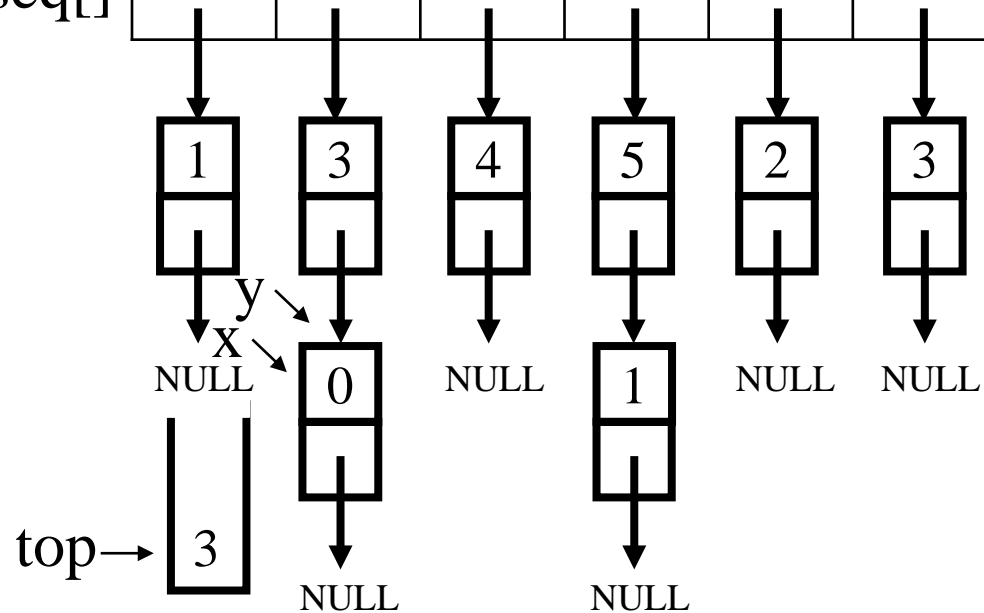 seq[]
1 3 4 5 2 3
y
x
NULL NULL NULL NULL
0 1
top 3
NULL NULL